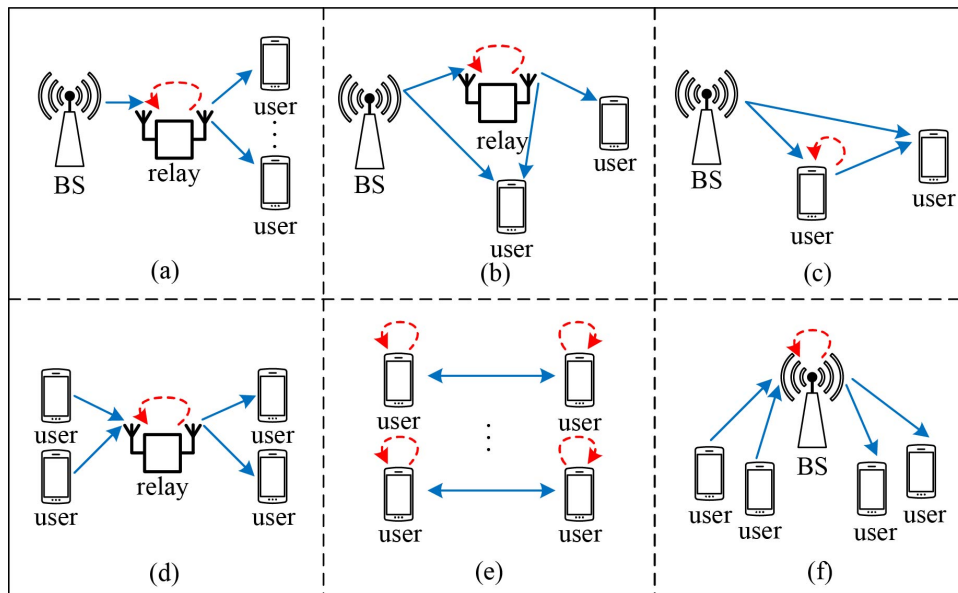 user
BS
relay
user
(a)
BS
relay
user
user
(b)
BS
user
user
(c)
user
user
relay
user
user
(d)
user
user
user
user
(e)
BS
user
user
user
user
(f)